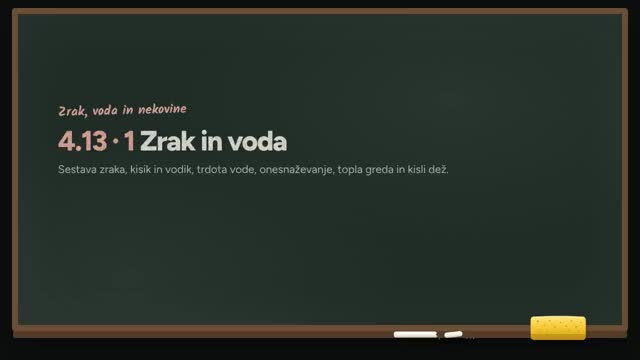 Zrak, voda in nekovine
4.13 · 1 Zrak in voda
Sestava zraka, kisik in vodik, trdota vode, onesnaževanje, topla greda in kisli dež.